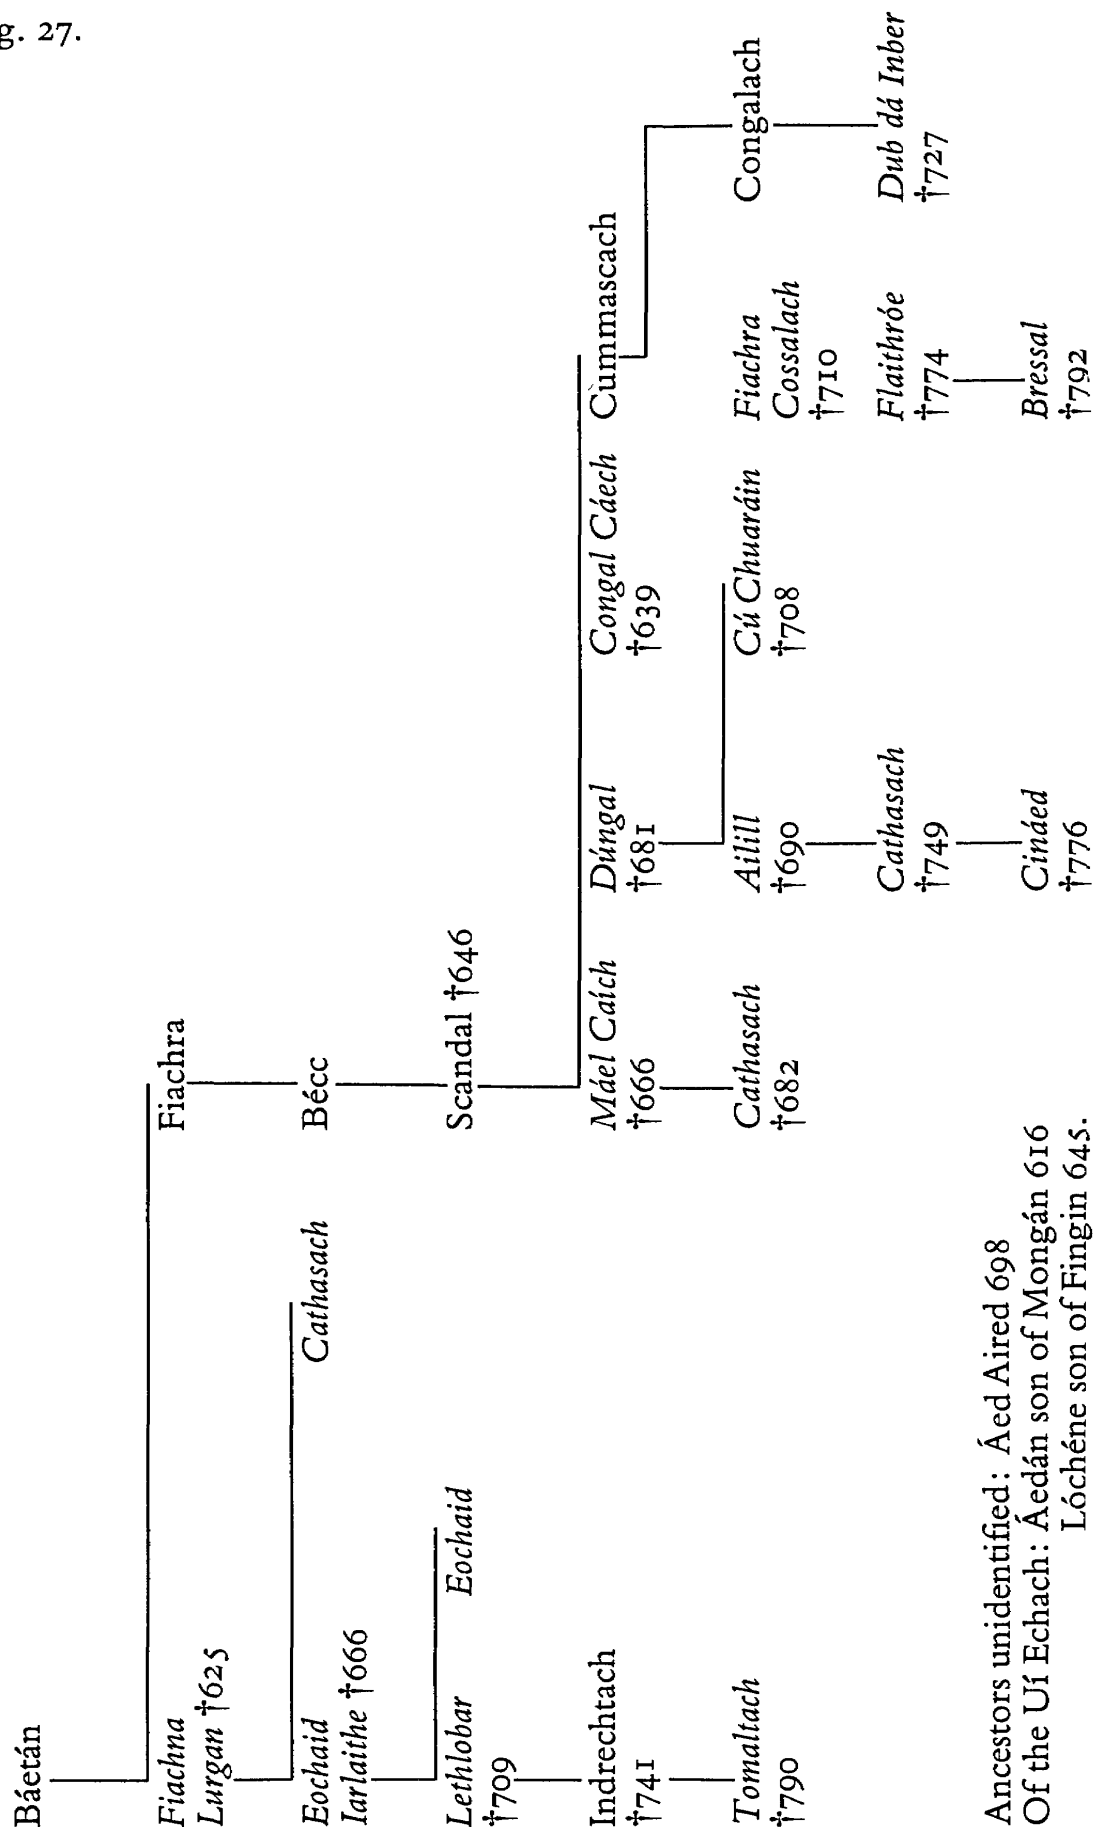 g. 27.
Báetán
Fiachna
Lurgan †625
Fiachra
Eochaid
Iarlaithe †666
Cathasach
Bécc
Lethlobar
†709
Eochaid
Scandal †646
Indrechtach
†741
Máel Caích
†666
Dúngal
†681
Congal Cáech
†639
Cummascach
Tomaltach
†790
Cathasach
†682
Ailill
†690
Cú Chuaráin
†708
Fiachra
Cossalach
†710
Congalach
Cathasach
†749
Flaithróe
†774
Dub dá Inber
†727
Cináed
†776
Bressal
†792
Ancestors unidentified: Áed Aired 698
Of the Uí Echach: Áedán son of Mongán 616
Lóchéne son of Fingin 645.